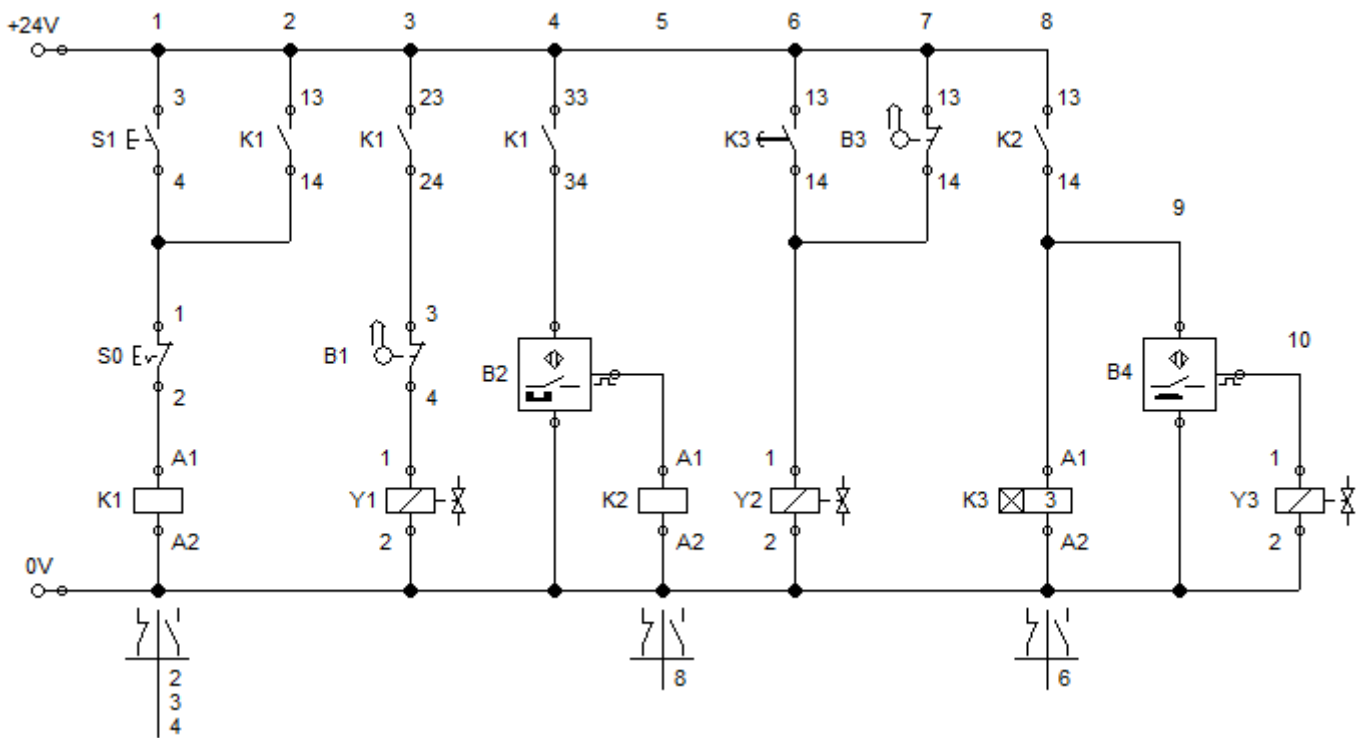 1 2 3 4 5 6 7 8
+24V
3 13 23 33 13 13 13
S1 K1 K1 K1 K3 B3 K2
4 14 24 34 14 14 14
9
1 3
S0 B1 B2 B4 10
2 4
A1 1 A1 1 A1 1
K1 Y1 K2 Y2 K3 3 Y3
A2 2 A2 2 A2 2
0V
2 8 6
3
4